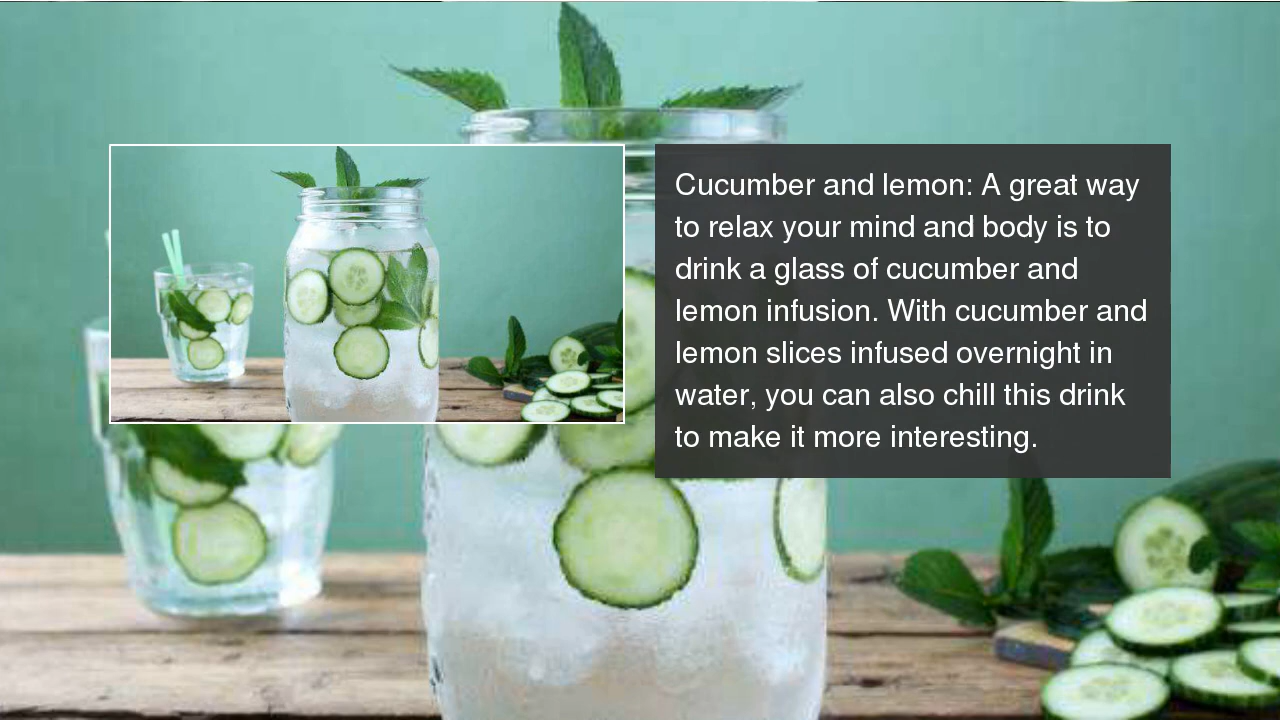 Cucumber and lemon: A great way
to relax your mind and body is to
drink a glass of cucumber and
lemon infusion. With cucumber and
lemon slices infused overnight in
water, you can also chill this drink
to make it more interesting.